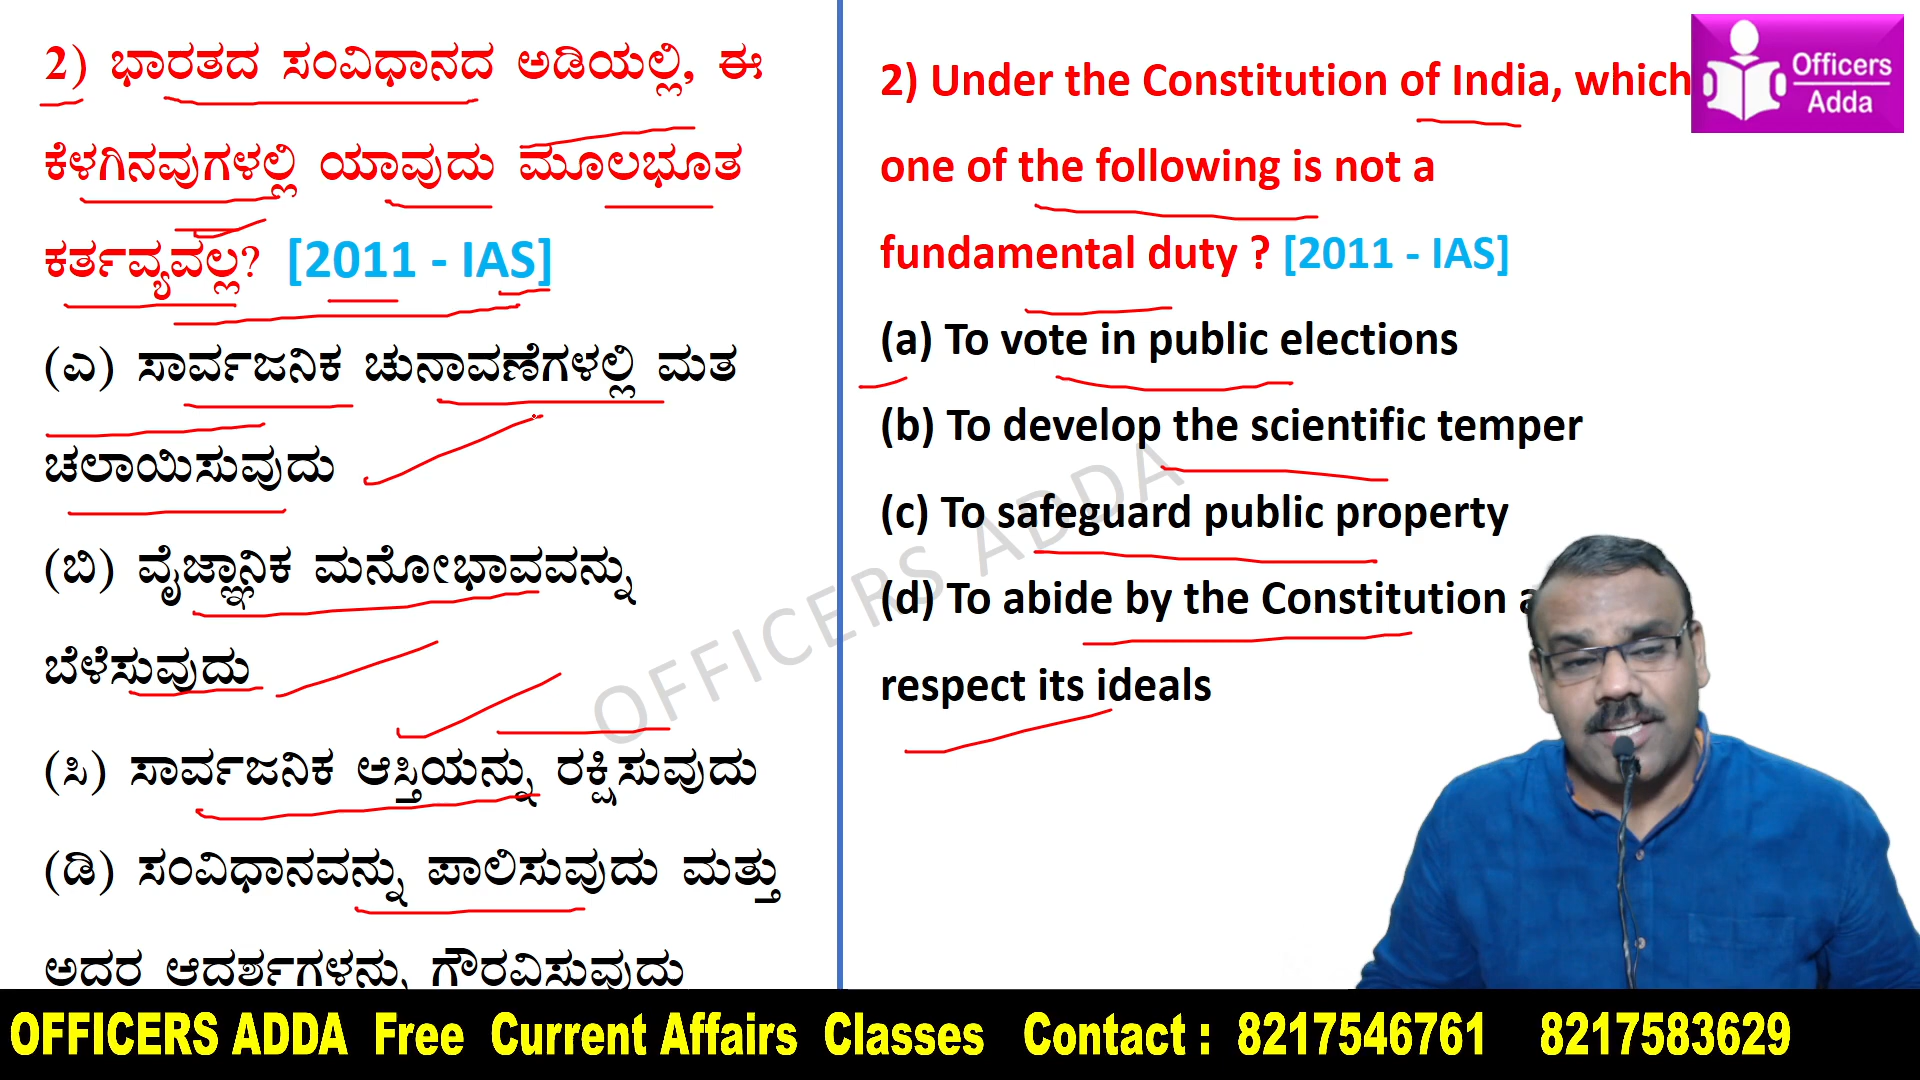 2) ಭಾರತದ ಸಂವಿಧಾನದ ಅಡಿಯಲ್ಲಿ, ಈ
ಕೆಳಗಿನವುಗಳಲ್ಲಿ ಯಾವುದು ಮೂಲಭೂತ
ಕರ್ತವ್ಯವಲ್ಲ? [2011 - IAS]
(ಎ) ಸಾರ್ವಜನಿಕ ಚುನಾವಣೆಗಳಲ್ಲಿ ಮತ
ಚಲಾಯಿಸುವುದು
(ಬಿ) ವೈಜ್ಞಾನಿಕ ಮನೋಭಾವವನ್ನು
ಬೆಳೆಸುವುದು
(ಸಿ) ಸಾರ್ವಜನಿಕ ಆಸ್ತಿಯನ್ನು ರಕ್ಷಿಸುವುದು
(ಡಿ) ಸಂವಿಧಾನವನ್ನು ಪಾಲಿಸುವುದು ಮತ್ತು
ಅದರ ಆದರ್ಶಗಳನ್ನು ಗೌರವಿಸುವುದು
2) Under the Constitution of India, which
one of the following is not a
fundamental duty ? [2011 - IAS]
(a) To vote in public elections
(b) To develop the scientific temper
(c) To safeguard public property
(d) To abide by the Constitution
respect its ideals
Officers
Adda
OFFICERS ADDA
OFFICERS ADDA Free Current Affairs Classes Contact : 8217546761 8217583629